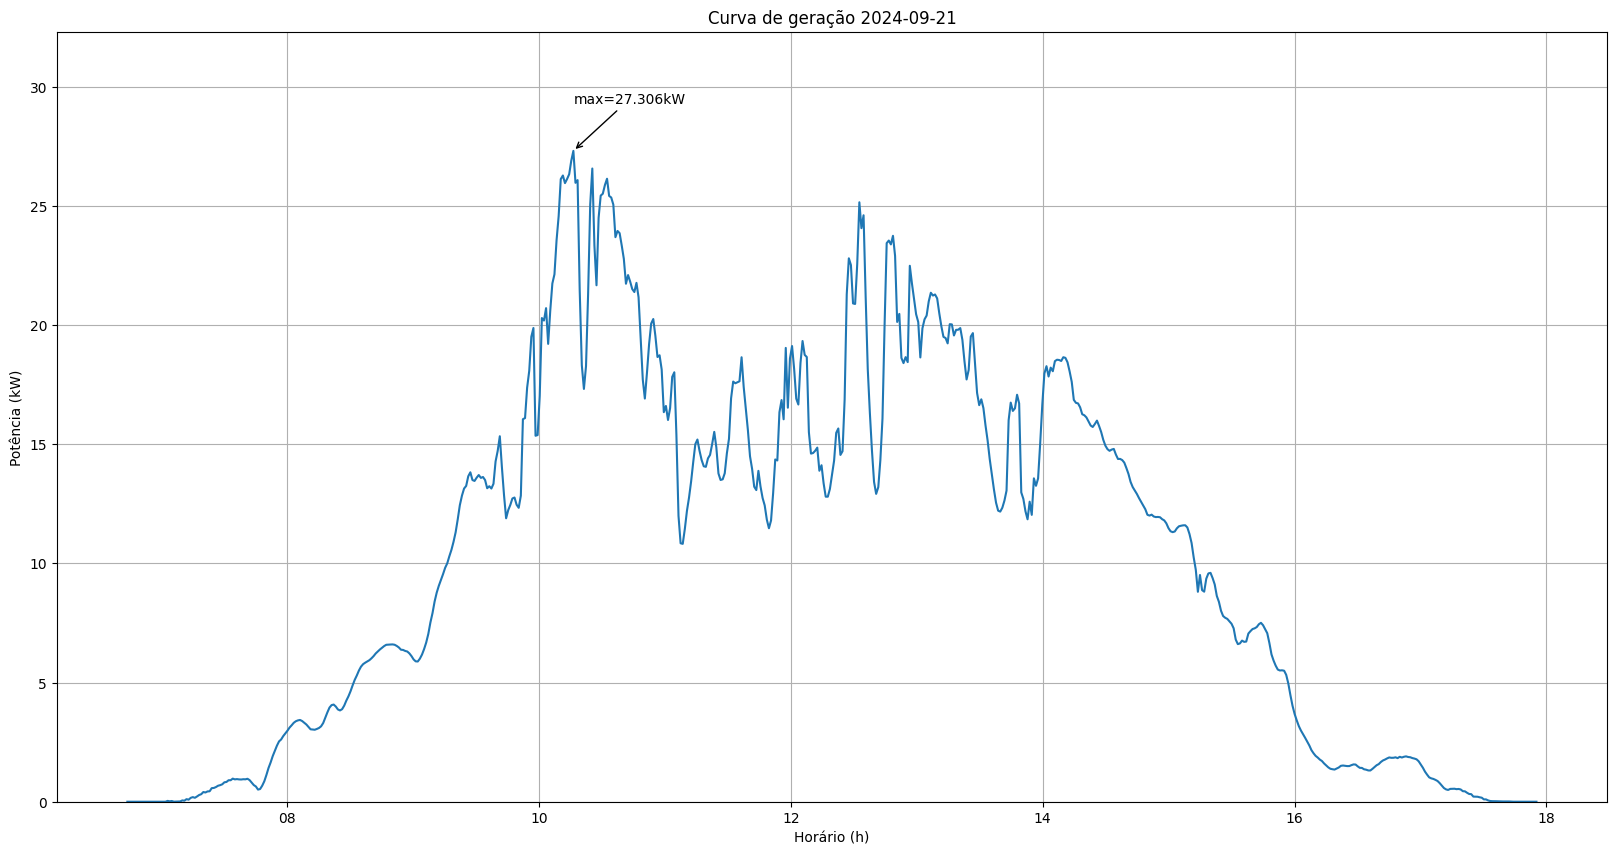 Curva de geração 2024-09-21
max=27.306kW
Potência (kW)
30
25
20
15
10
5
0
08 10 12 14 16 18
Horário (h)